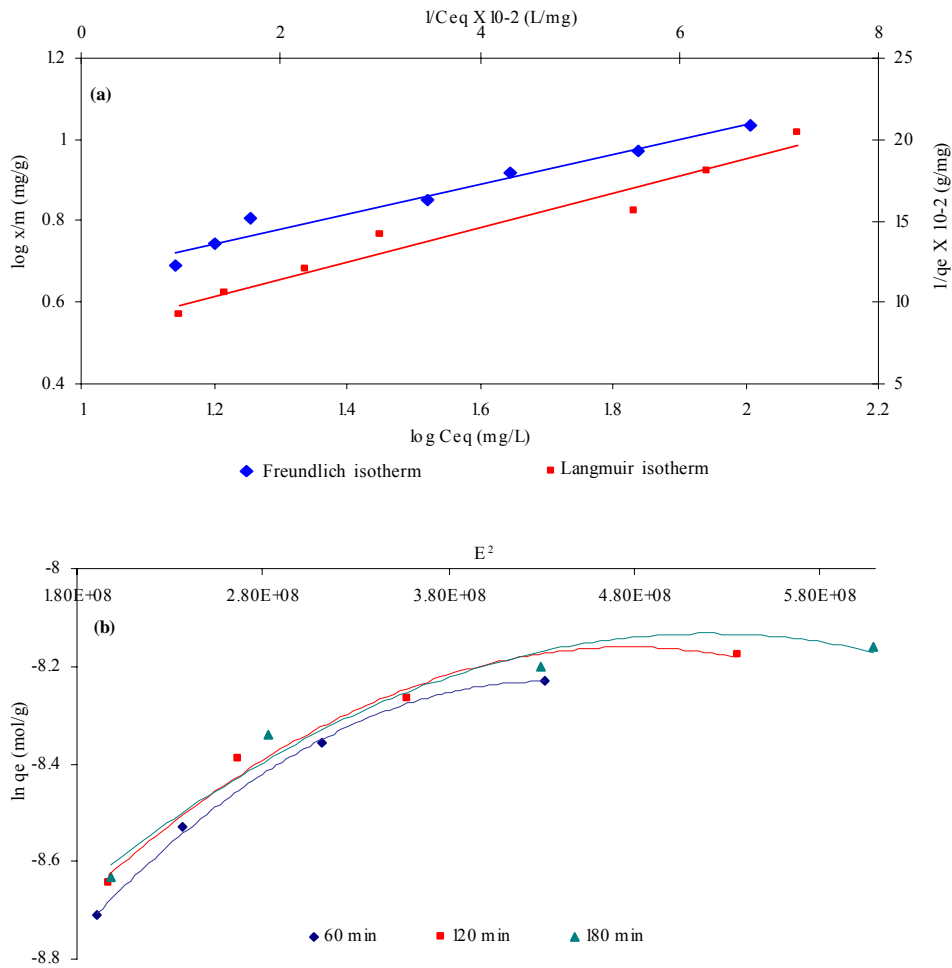 1/Ceq X 10-2 (L/mg)
0 2 4 6 8
1.2 1 0.8 0.6 0.4
(a)
log x/m (mg/g)
25 20 15 10 5
1/qe X 10-2 (g/mg)
1 1.2 1.4 1.6 1.8 2 2.2
log Ceq (mg/L)
Freundlich isotherm Langmuir isotherm
E2
-8 -8.2 -8.4 -8.6 -8.8
1.80E+08 2.80E+08 3.80E+08 4.80E+08 5.80E+08
(b)
ln qe (mol/g)
60 min 120 min 180 min